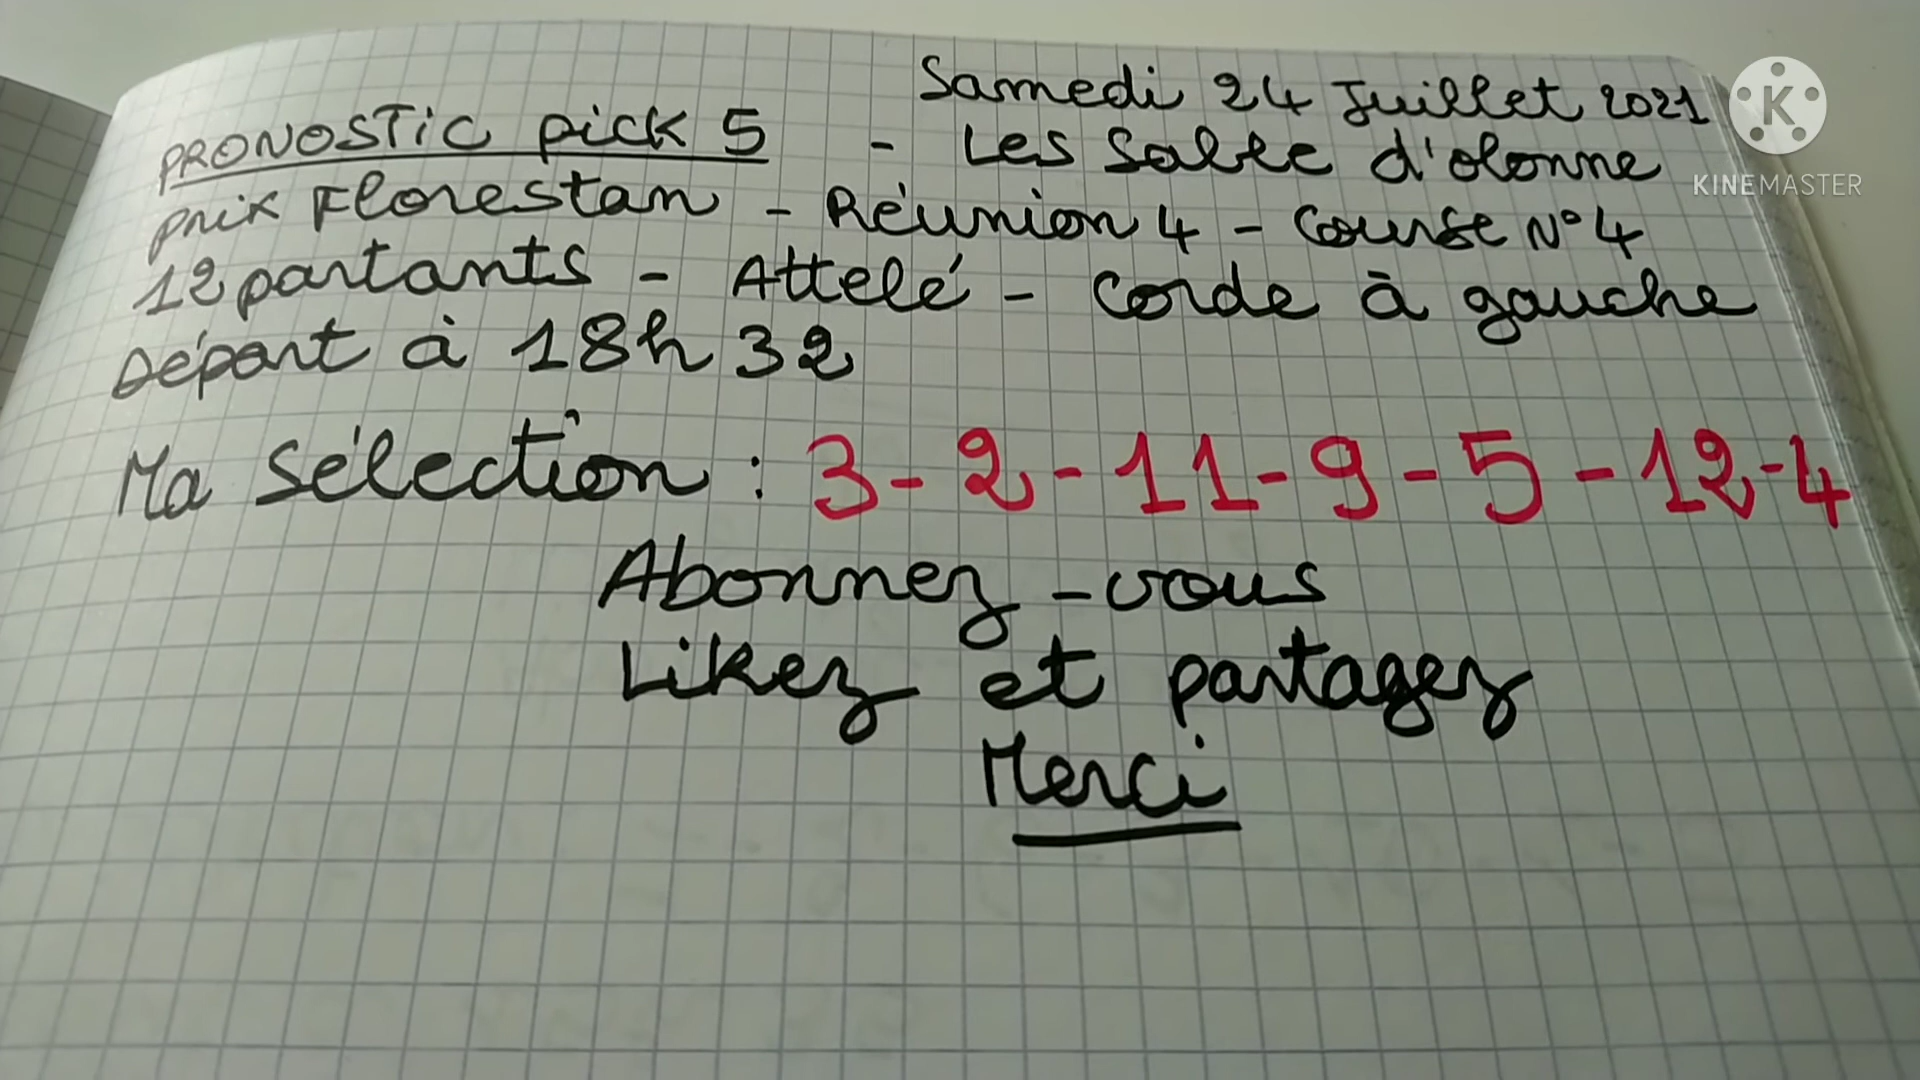 Samedi 24 Juillet 2021
PRONOSTIC pick 5 - Les Sable d'olonne
prix Florestan - Réunion 4 - Course N°4
12 partants - Attelé - Corde à gauche
Départ à 18h32
Ma Sélection : 3-2-11-9-5-12-4
Abonnez-vous
Likez et partagez
Merci
K
KINEMASTER